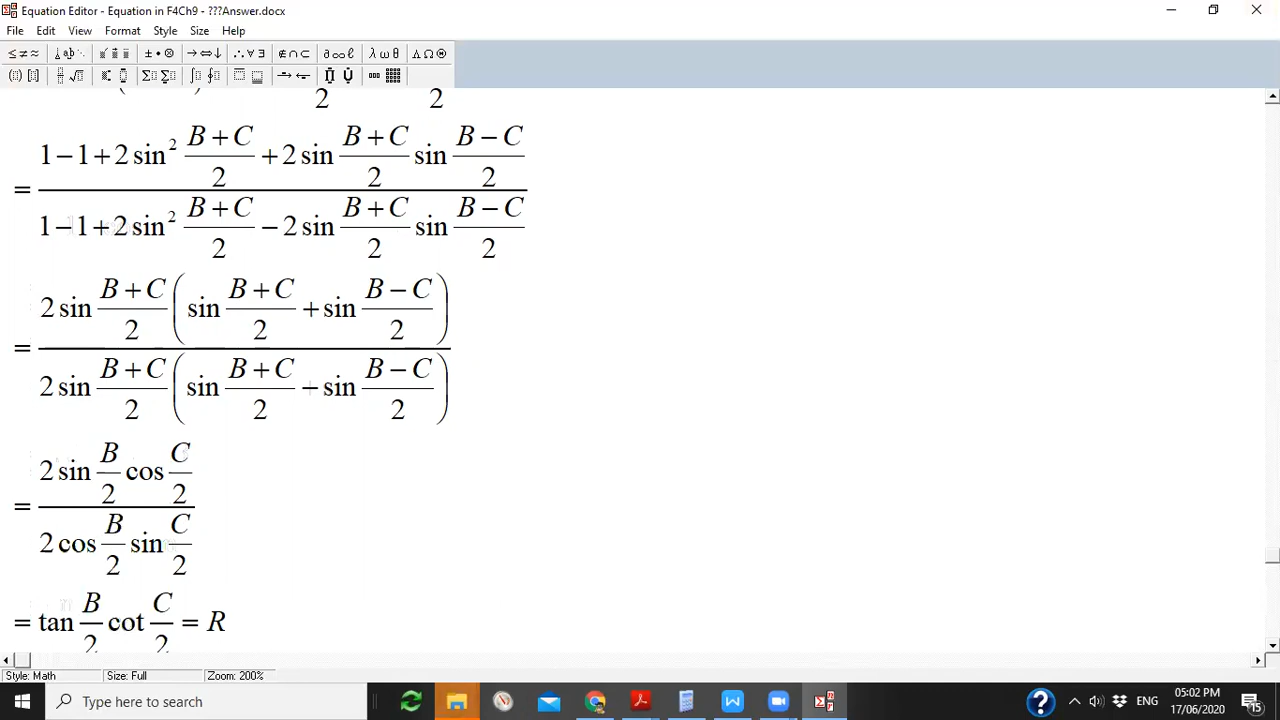 Equation Editor - Equation in F4Ch9 - ???Answer.docx
File Edit View Format Style Size Help
2 2
= (1 − 1 + 2 sin² (B + C)/2 + 2 sin (B + C)/2 sin (B − C)/2) / (1 − 1 + 2 sin² (B + C)/2 − 2 sin (B + C)/2 sin (B − C)/2)
= (2 sin (B + C)/2 (sin (B + C)/2 + sin (B − C)/2)) / (2 sin (B + C)/2 (sin (B + C)/2 − sin (B − C)/2))
= (2 sin B/2 cos C/2) / (2 cos B/2 sin C/2)
= tan B/2 cot C/2 = R
Style: Math Size: Full Zoom: 200%
Type here to search
ENG
05:02 PM
17/06/2020
15